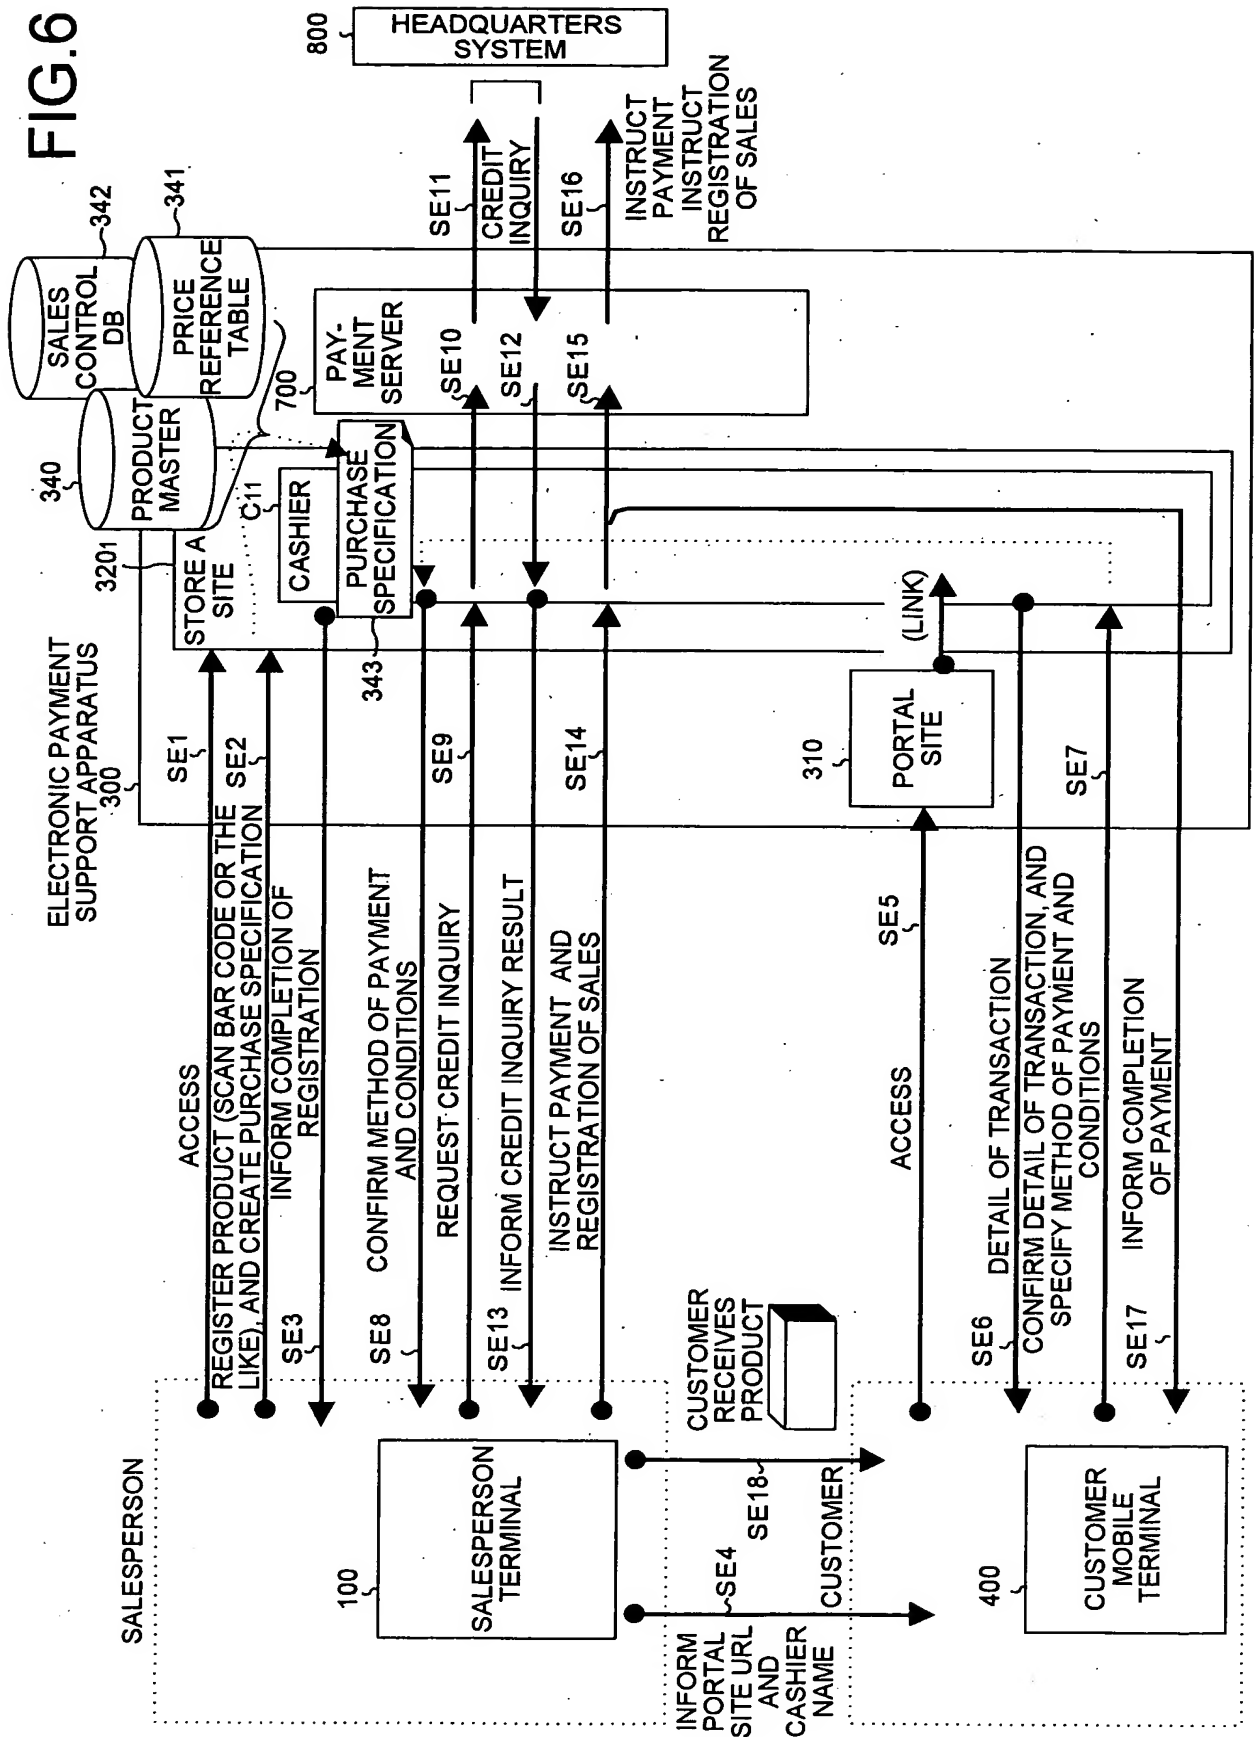 FIG.6
800
HEADQUARTERS
SYSTEM
SE11
CREDIT
INQUIRY
SE16
INSTRUCT
PAYMENT
INSTRUCT
REGISTRATION
OF SALES
342
SALES
CONTROL
DB
341
PRICE
REFERENCE
TABLE
340
PRODUCT
MASTER
700
PAY-
MENT
SERVER
SE10
SE12
SE15
3201
STORE A
SITE
C11
CASHIER
PURCHASE
SPECIFICATION
343
(LINK)
310
PORTAL
SITE
ELECTRONIC PAYMENT
SUPPORT APPARATUS
300
SE1
ACCESS
SE2
REGISTER PRODUCT (SCAN BAR CODE OR THE
LIKE), AND CREATE PURCHASE SPECIFICATION
INFORM COMPLETION OF
REGISTRATION
SE3
CONFIRM METHOD OF PAYMENT
AND CONDITIONS
SE8
SE9
REQUEST CREDIT INQUIRY
INFORM CREDIT INQUIRY RESULT
SE13
SE14
INSTRUCT PAYMENT AND
REGISTRATION OF SALES
SE5
ACCESS
DETAIL OF TRANSACTION
SE6
SE7
CONFIRM DETAIL OF TRANSACTION, AND
SPECIFY METHOD OF PAYMENT AND
CONDITIONS
INFORM COMPLETION
OF PAYMENT
SE17
SALESPERSON
100
SALESPERSON
TERMINAL
CUSTOMER
RECEIVES
PRODUCT
SE18
SE4
INFORM
PORTAL
SITE URL
AND
CASHIER
NAME
CUSTOMER
400
CUSTOMER
MOBILE
TERMINAL